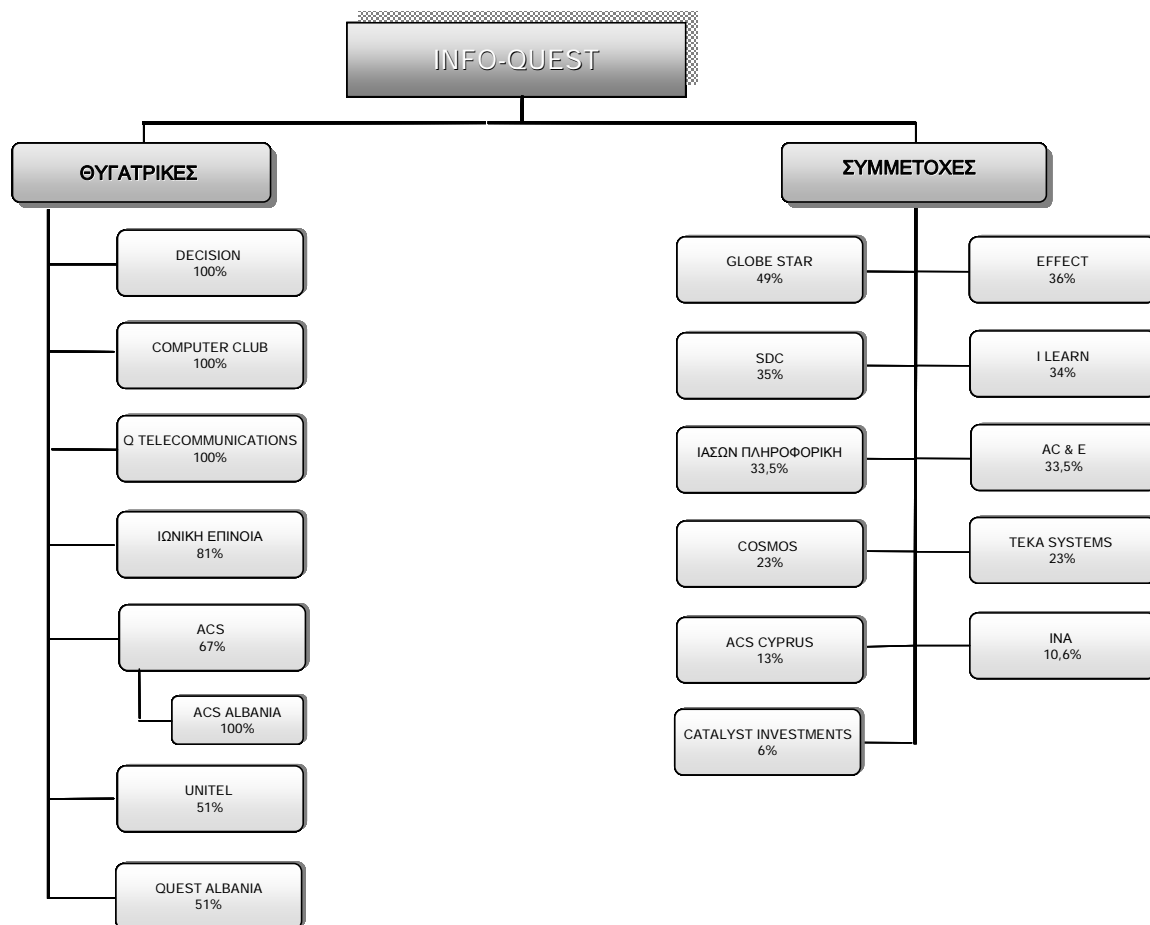 INFO-QUEST
ΘΥΓΑΤΡΙΚΕΣ
DECISION
100%
COMPUTER CLUB
100%
Q TELECOMMUNICATIONS
100%
ΙΩΝΙΚΗ ΕΠΙΝΟΙΑ
81%
ACS
67%
ACS ALBANIA
100%
UNITEL
51%
QUEST ALBANIA
51%
ΣΥΜΜΕΤΟΧΕΣ
GLOBE STAR
49%
EFFECT
36%
SDC
35%
I LEARN
34%
ΙΑΣΩΝ ΠΛΗΡΟΦΟΡΙΚΗ
33,5%
AC & E
33,5%
COSMOS
23%
TEKA SYSTEMS
23%
ACS CYPRUS
13%
INA
10,6%
CATALYST INVESTMENTS
6%